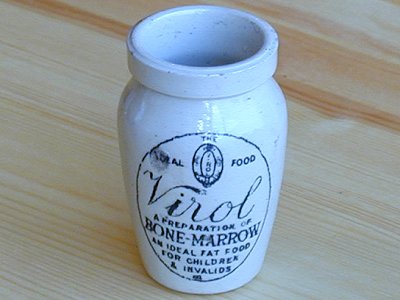 THE
IDEAL FOOD
Virol
A PREPARATION OF
BONE-MARROW
AN IDEAL FAT FOOD
FOR CHILDREN
& INVALIDS